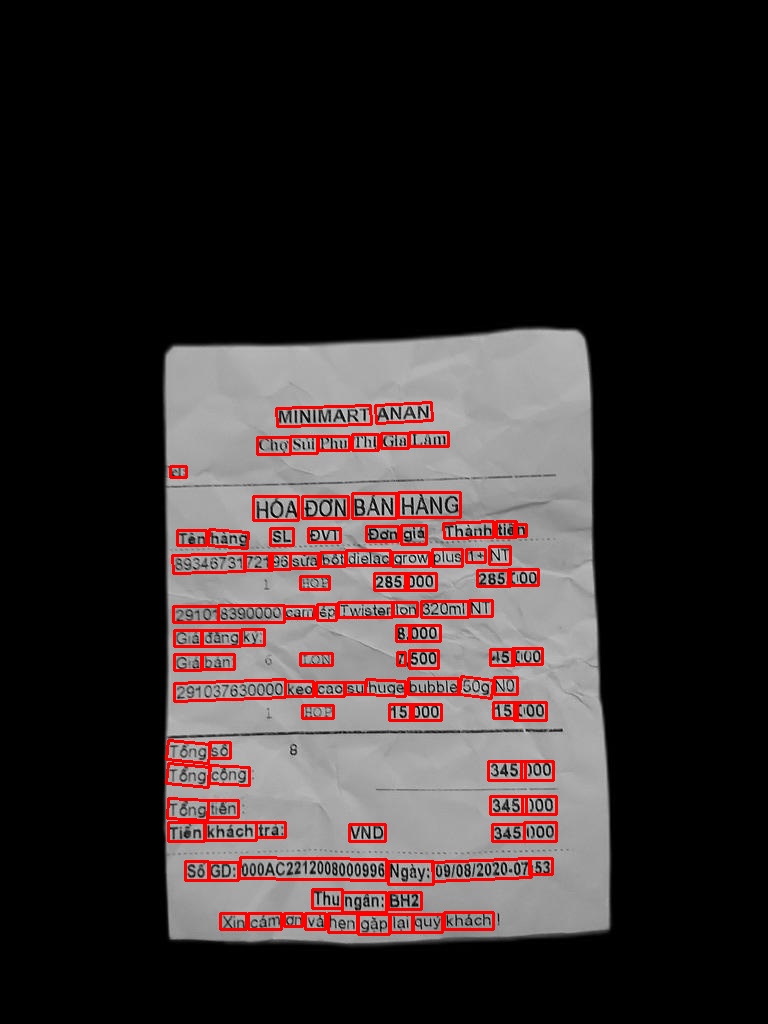 MINIMART ANAN
Chợ Sủi Phú Thị Gia Lâm
HÓA ĐƠN BÁN HÀNG
Tên hàng SL ĐVT Đơn giá Thành tiền
8934673172196 sữa bột dielac grow plus 1+ NT
1 HOP 285,000 285,000
291018390000 cam ép Twister lon 320ml NT
Giá đăng ký: 8,000
Giá bán 6 LON 7,500 45,000
291037630000 keo cao su huge bubble 50g N0
1 HOP 15,000 15,000
Tổng số 8
Tổng cộng : 345,000
Tổng tiền : 345,000
Tiền khách trả: VND 345,000
Số GD: 000AC2212008000996 Ngày: 09/08/2020-07:53
Thu ngân: BH2
Xin cảm ơn và hẹn gặp lại quý khách !